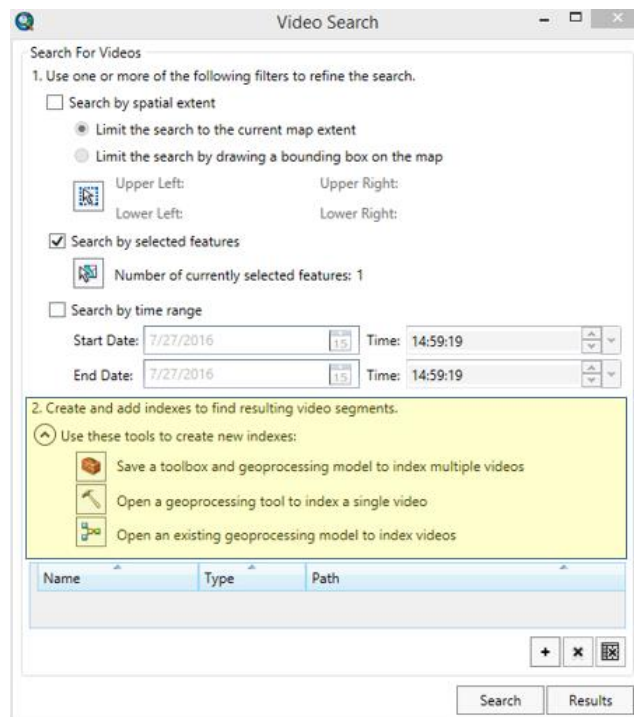 Video Search
Search For Videos
1. Use one or more of the following filters to refine the search.
Search by spatial extent
Limit the search to the current map extent
Limit the search by drawing a bounding box on the map
Upper Left: Upper Right:
Lower Left: Lower Right:
Search by selected features
Number of currently selected features: 1
Search by time range
Start Date: 7/27/2016 15 Time: 14:59:19
End Date: 7/27/2016 15 Time: 14:59:19
2. Create and add indexes to find resulting video segments.
Use these tools to create new indexes:
Save a toolbox and geoprocessing model to index multiple videos
Open a geoprocessing tool to index a single video
Open an existing geoprocessing model to index videos
Name Type Path
Search Results